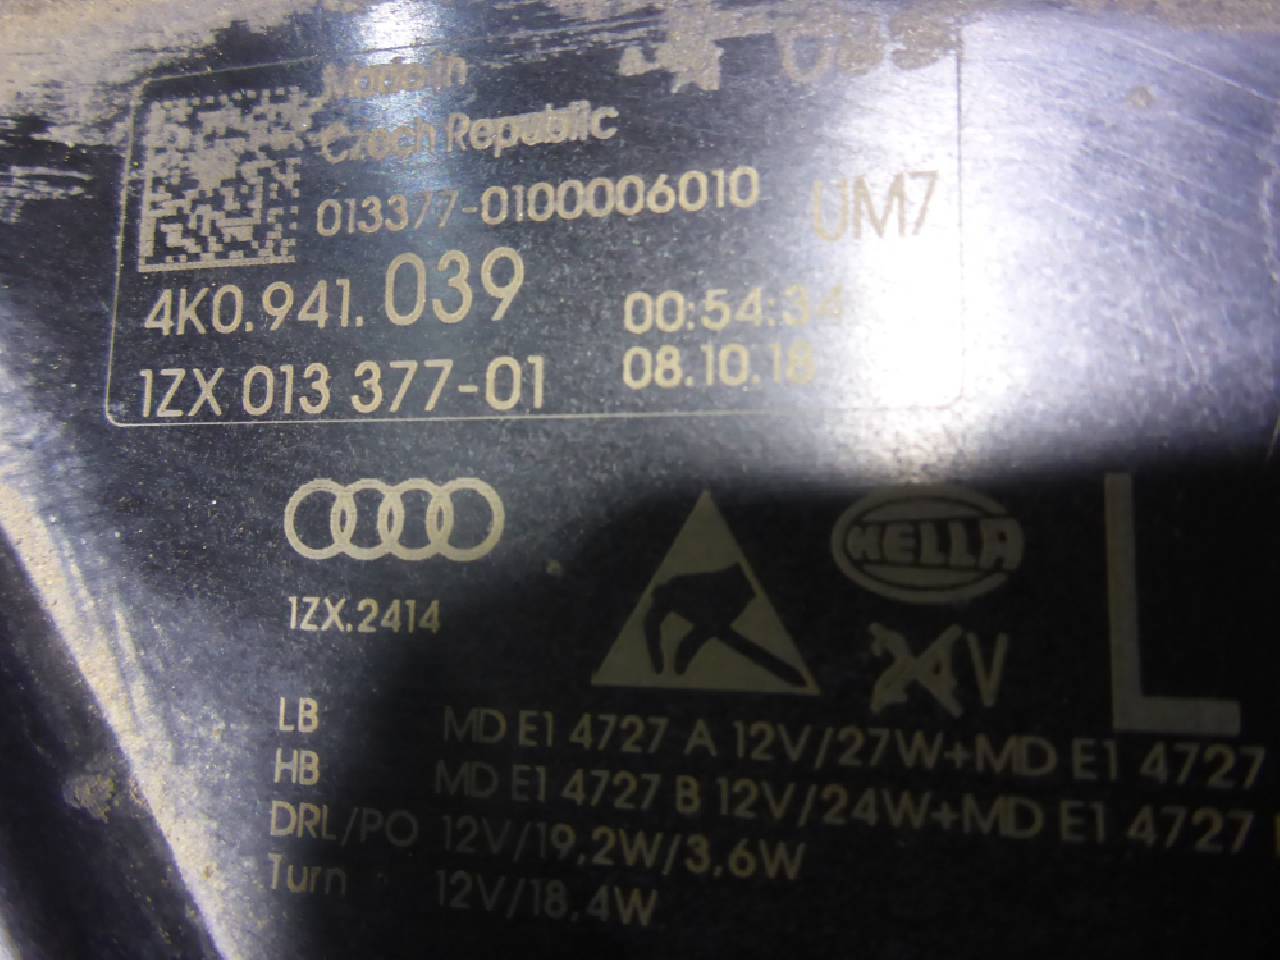 Made in
Czech Republic
013377-0100006010 UM7
4K0.941.039 00:54:34
1ZX 013 377-01 08.10.18
1ZX.2414
HELLA
24V
L
LB MD E1 4727 A 12V/27W+MD E1 4727
HB MD E1 4727 B 12V/24W+MD E1 4727
DRL/PO 12V/19,2W/3,6W
Turn 12V/18,4W